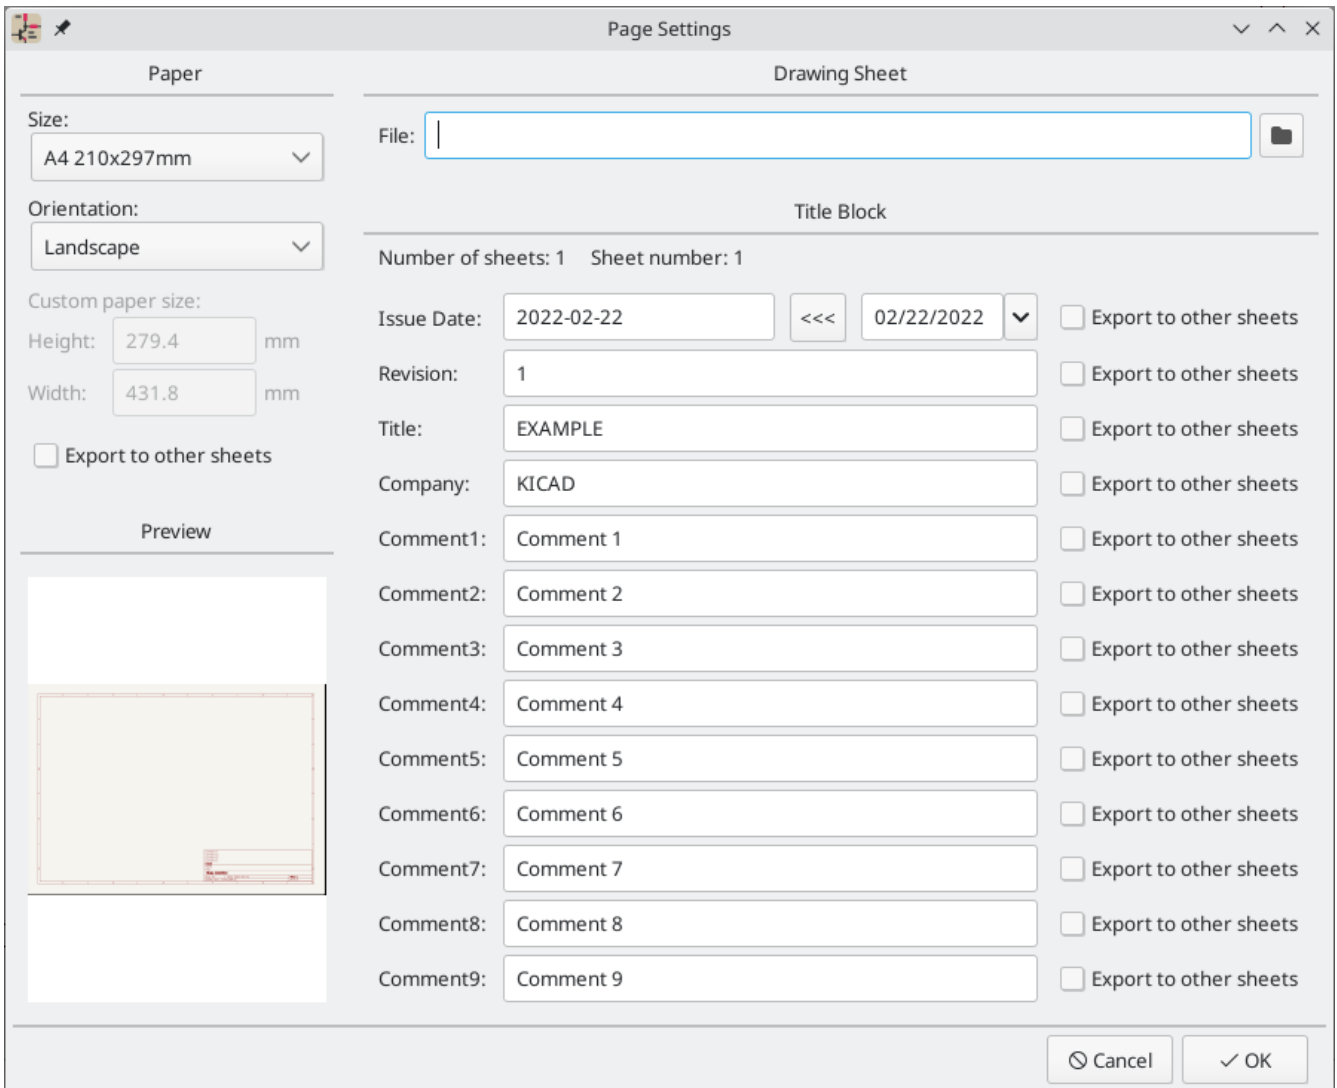 Page Settings
Paper
Size:
A4 210x297mm
Orientation:
Landscape
Custom paper size:
Height: 279.4 mm
Width: 431.8 mm
Export to other sheets
Preview
Drawing Sheet
File:
Title Block
Number of sheets: 1 Sheet number: 1
Issue Date: 2022-02-22 <<< 02/22/2022 Export to other sheets
Revision: 1 Export to other sheets
Title: EXAMPLE Export to other sheets
Company: KICAD Export to other sheets
Comment1: Comment 1 Export to other sheets
Comment2: Comment 2 Export to other sheets
Comment3: Comment 3 Export to other sheets
Comment4: Comment 4 Export to other sheets
Comment5: Comment 5 Export to other sheets
Comment6: Comment 6 Export to other sheets
Comment7: Comment 7 Export to other sheets
Comment8: Comment 8 Export to other sheets
Comment9: Comment 9 Export to other sheets
Cancel OK